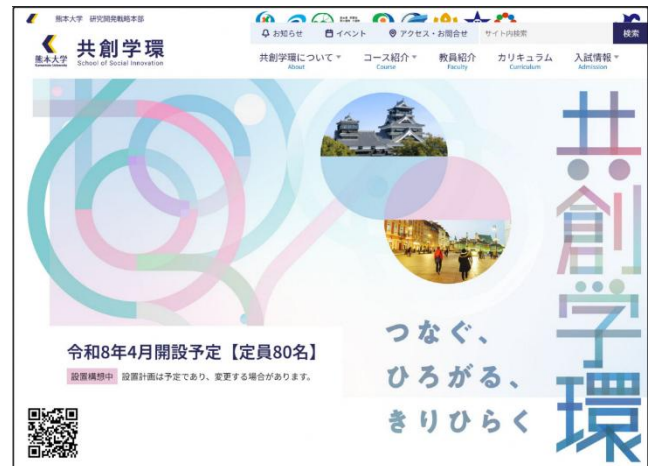 熊本大学 研究開発戦略本部
お知らせ イベント アクセス・お問合せ サイト内検索 検索
熊本大学
共創学環
School of Social Innovation
共創学環について コース紹介 教員紹介 カリキュラム 入試情報
About Course Faculty Curriculum Admission
共創学環
つなぐ、
ひろがる、
きりひらく
令和8年4月開設予定【定員80名】
設置構想中 設置計画は予定であり、変更する場合があります。